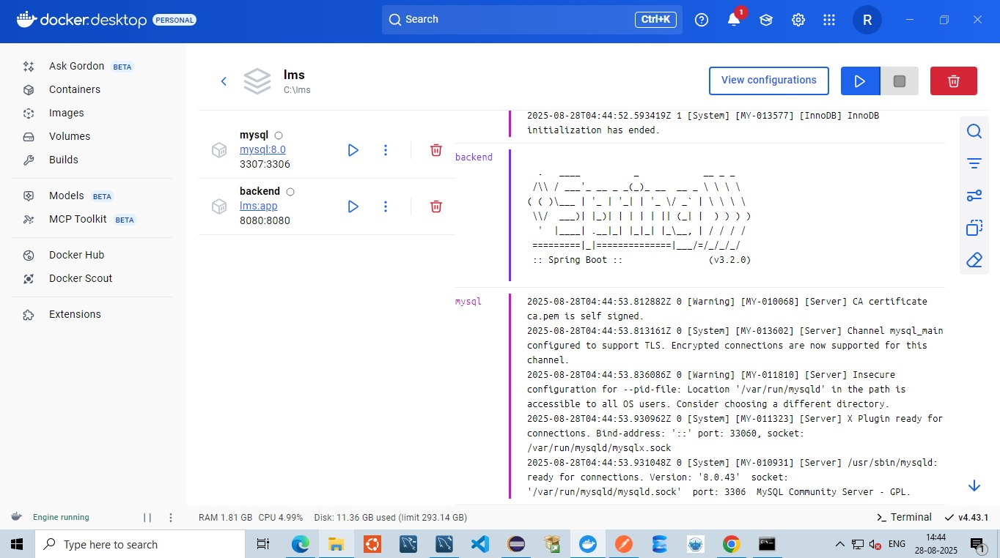 docker.desktop PERSONAL
Search
Ctrl+K
1
R
Ask Gordon BETA
Containers
Images
Volumes
Builds
Models BETA
MCP Toolkit BETA
Docker Hub
Docker Scout
Extensions
lms
C:\lms
View configurations
mysql
mysql:8.0
3307:3306
backend
lms:app
8080:8080
2025-08-28T04:44:52.593419Z 1 [System] [MY-013577] [InnoDB] InnoDB
initialization has ended.
backend
  .   ____          _            __ _ _
 /\\ / ___'_ __ _ _(_)_ __  __ _ \ \ \ \
( ( )\___ | '_ | '_| | '_ \/ _` | \ \ \ \
 \\/  ___)| |_)| | | | | || (_| |  ) ) ) )
  '  |____| .__|_| |_|_| |_\__, | / / / /
 =========|_|==============|___/=/_/_/_/
 :: Spring Boot ::                (v3.2.0)
mysql
2025-08-28T04:44:53.812882Z 0 [Warning] [MY-010068] [Server] CA certificate
ca.pem is self signed.
2025-08-28T04:44:53.813161Z 0 [System] [MY-013602] [Server] Channel mysql_main
configured to support TLS. Encrypted connections are now supported for this
channel.
2025-08-28T04:44:53.836086Z 0 [Warning] [MY-011810] [Server] Insecure
configuration for --pid-file: Location '/var/run/mysqld' in the path is
accessible to all OS users. Consider choosing a different directory.
2025-08-28T04:44:53.930962Z 0 [System] [MY-011323] [Server] X Plugin ready for
connections. Bind-address: '::' port: 33060, socket:
/var/run/mysqld/mysqlx.sock
2025-08-28T04:44:53.931048Z 0 [System] [MY-010931] [Server] /usr/sbin/mysqld:
ready for connections. Version: '8.0.43'  socket:
'/var/run/mysqld/mysqld.sock'  port: 3306  MySQL Community Server - GPL.
Engine running
RAM 1.81 GB CPU 4.99% Disk: 11.36 GB used (limit 293.14 GB)
Terminal
v4.43.1
Type here to search
ENG
14:44
28-08-2025
1